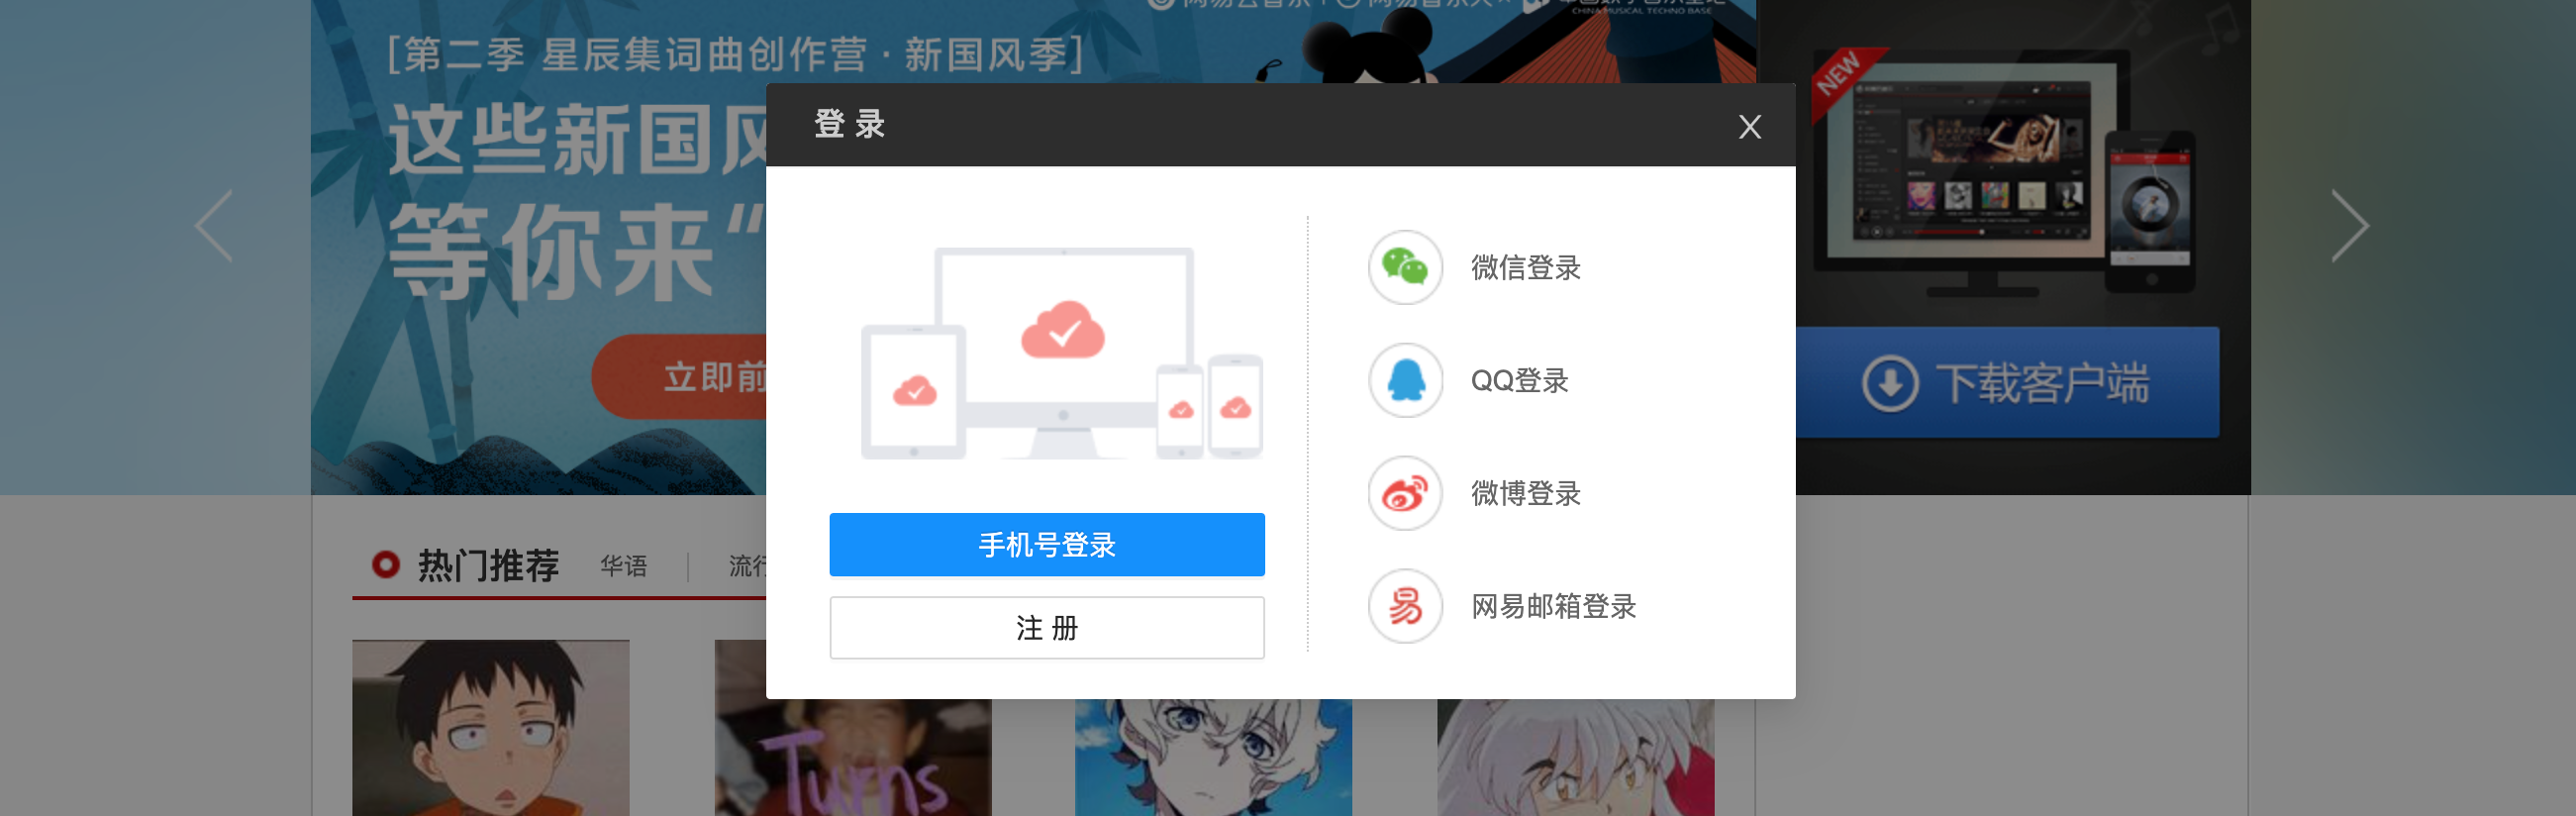 [第二季 星辰集词曲创作营 · 新国风季]
这些新国风
等你来“
立即前
CHINA MUSICAL TECHNO BASE
NEW
下载客户端
登 录
X
手机号登录
注 册
微信登录
QQ登录
微博登录
易
网易邮箱登录
热门推荐 华语 | 流行
Turns